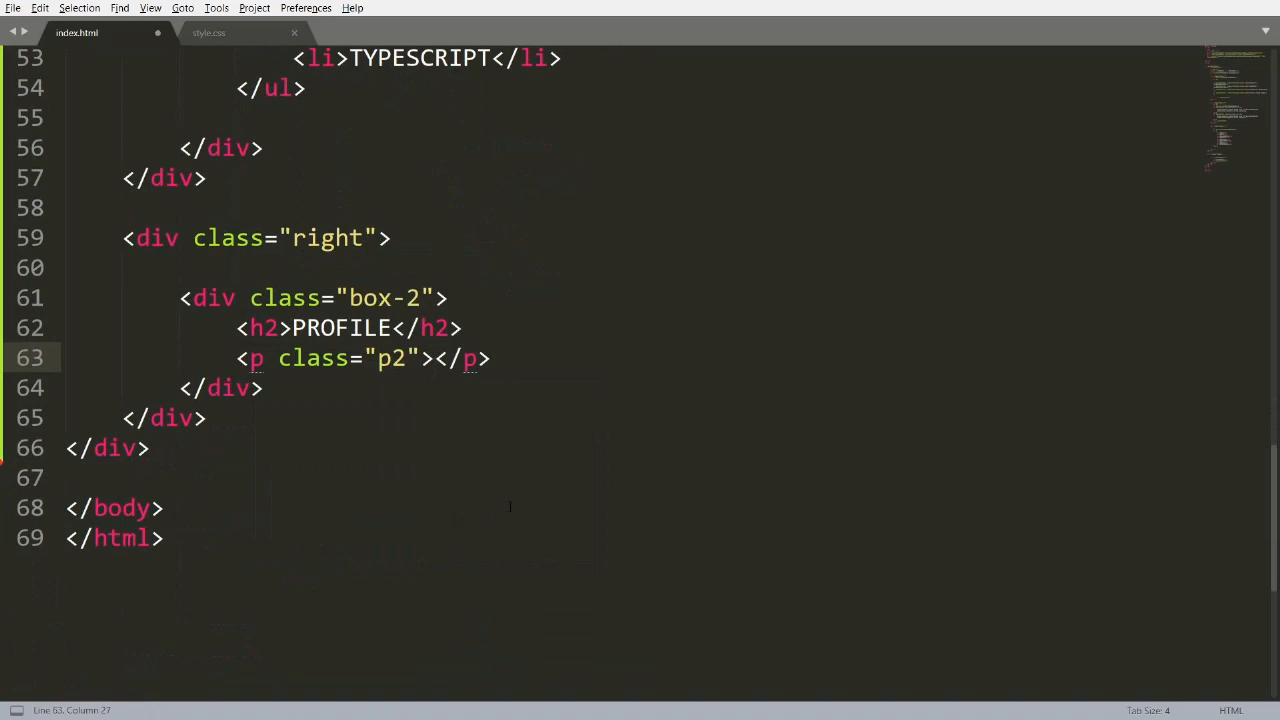 File Edit Selection Find View Goto Tools Project Preferences Help
index.html style.css
53 <li>TYPESCRIPT</li>
54 </ul>
55
56 </div>
57 </div>
58
59 <div class="right">
60
61 <div class="box-2">
62 <h2>PROFILE</h2>
63 <p class="p2"></p>
64 </div>
65 </div>
66 </div>
67
68 </body>
69 </html>
Line 63, Column 27 Tab Size: 4 HTML